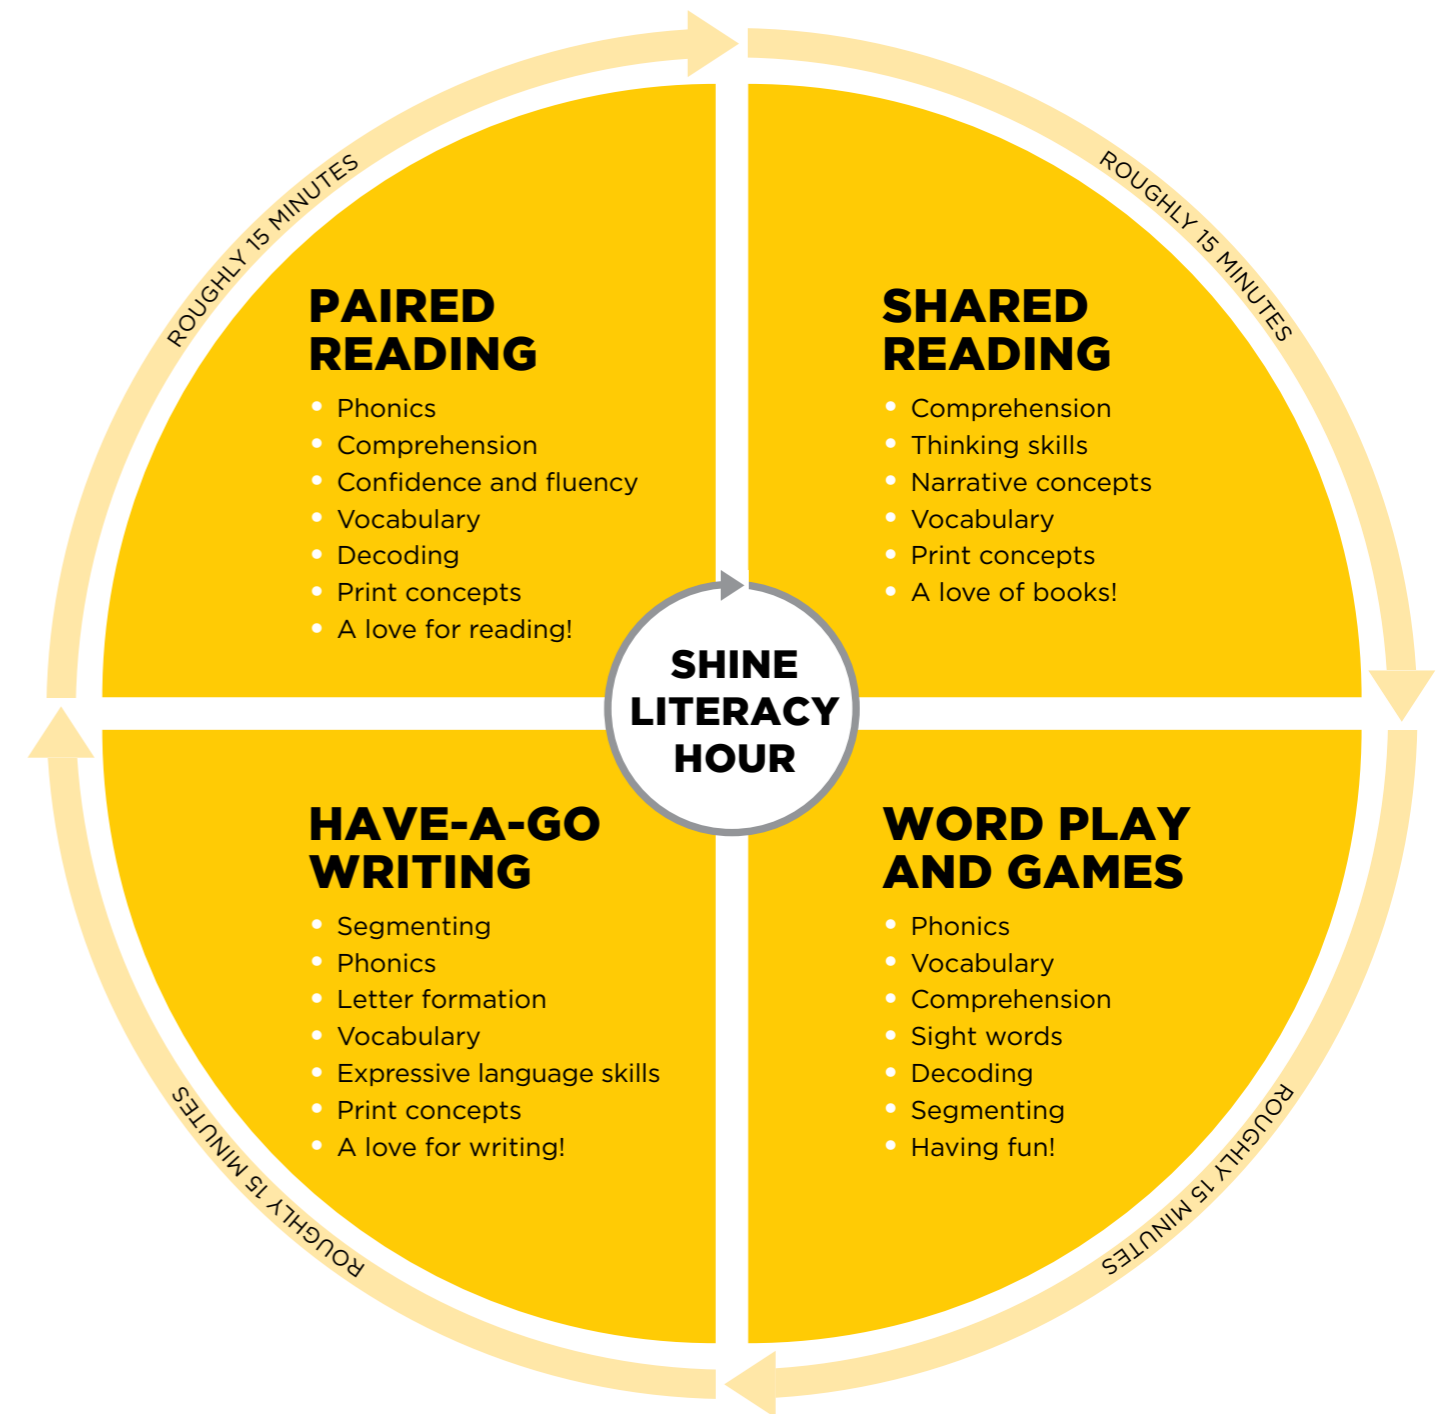 ROUGHLY 15 MINUTES
PAIRED
READING
Phonics
Comprehension
Confidence and fluency
Vocabulary
Decoding
Print concepts
A love for reading!
ROUGHLY 15 MINUTES
SHARED
READING
Comprehension
Thinking skills
Narrative concepts
Vocabulary
Print concepts
A love of books!
SHINE
LITERACY
HOUR
HAVE-A-GO
WRITING
Segmenting
Phonics
Letter formation
Vocabulary
Expressive language skills
Print concepts
A love for writing!
ROUGHLY 15 MINUTES
WORD PLAY
AND GAMES
Phonics
Vocabulary
Comprehension
Sight words
Decoding
Segmenting
Having fun!
ROUGHLY 15 MINUTES